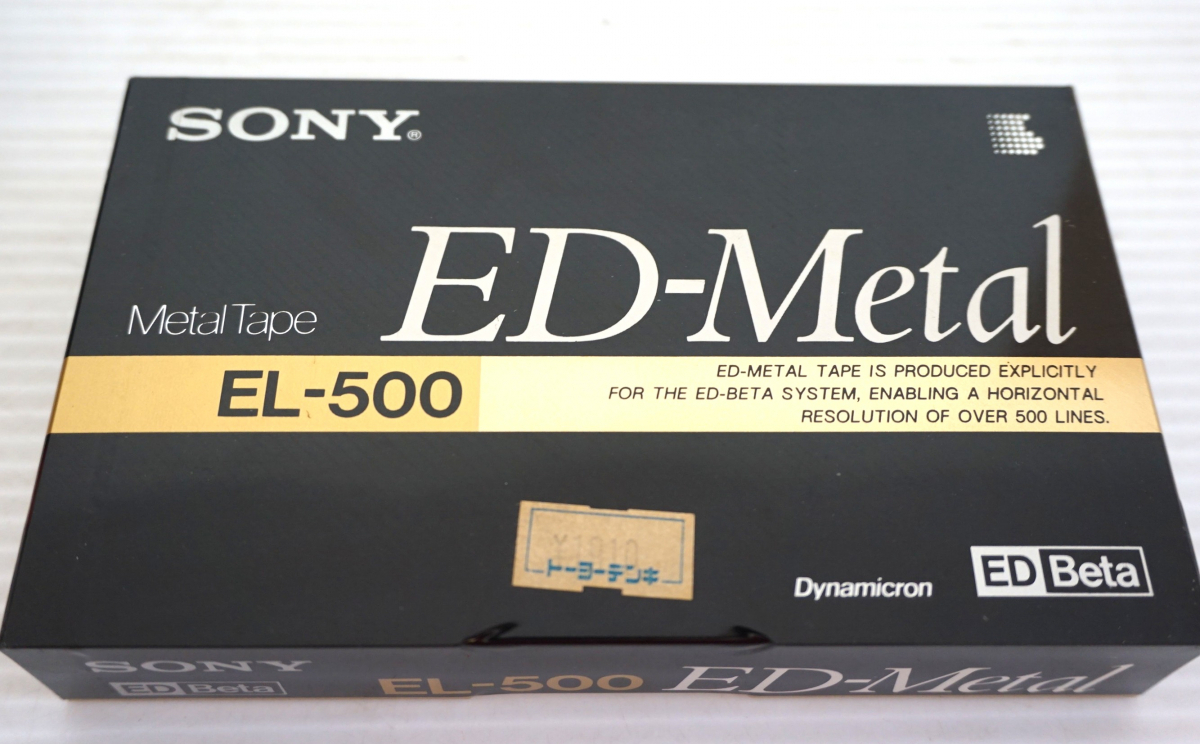 SONY®
ED-Metal
Metal Tape
EL-500
ED-METAL TAPE IS PRODUCED EXPLICITLY
FOR THE ED-BETA SYSTEM, ENABLING A HORIZONTAL
RESOLUTION OF OVER 500 LINES.
¥1910
トーヨーデンキ
Dynamicron
ED Beta
SONY
ED Beta
EL-500 ED-Metal